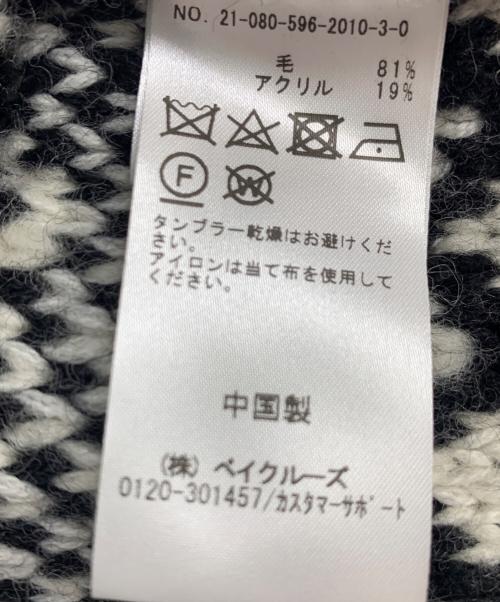 NO. 21-080-596-2010-3-0
毛 81%
アクリル 19%
F
W
タンブラー乾燥はお避けくだ
さい。
アイロンは当て布を使用して
ください。
中国製
(株) ベイクルーズ
0120-301457/カスタマーサポート